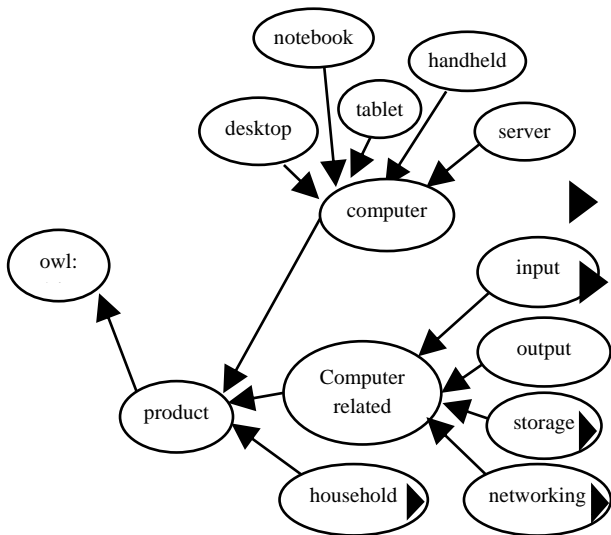 notebook
handheld
tablet
desktop
server
computer
owl:
input
output
Computer
related
product
storage
household
networking